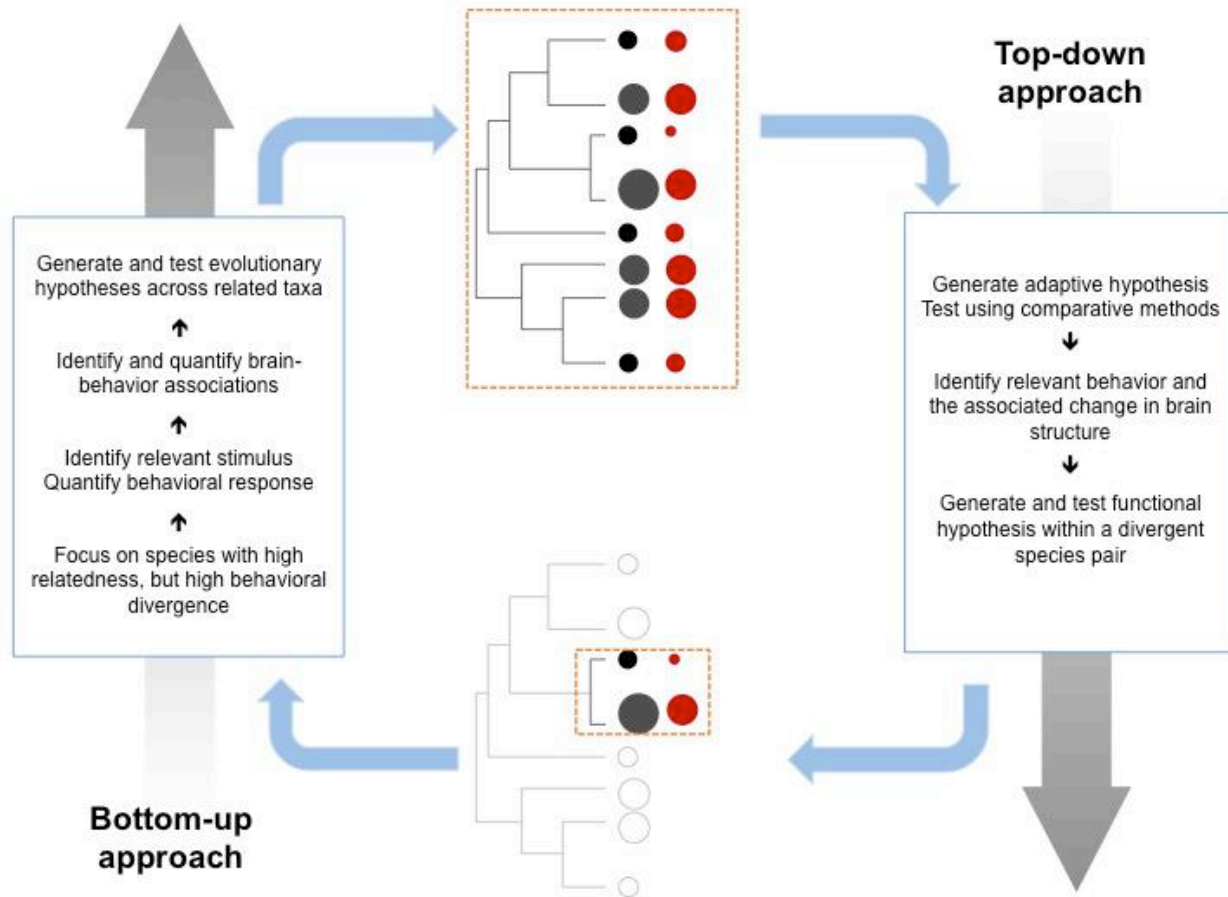 Top-down
approach
Generate and test evolutionary
hypotheses across related taxa
Identify and quantify brain-
behavior associations
Identify relevant stimulus
Quantify behavioral response
Focus on species with high
relatedness, but high behavioral
divergence
Generate adaptive hypothesis
Test using comparative methods
Identify relevant behavior and
the associated change in brain
structure
Generate and test functional
hypothesis within a divergent
species pair
Bottom-up
approach